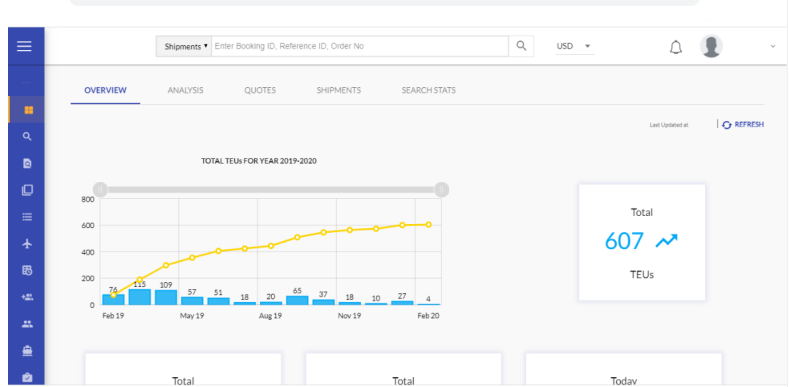 Shipments Enter Booking ID, Reference ID, Order No USD
OVERVIEW ANALYSIS QUOTES SHIPMENTS SEARCH STATS
Last Updated at REFRESH
TOTAL TEUs FOR YEAR 2019-2020
800
600
400
200
0
76 115 109 57 51 18 20 65 37 18 10 27 4
Feb 19 May 19 Aug 19 Nov 19 Feb 20
Total
607
TEUs
Total Total Today